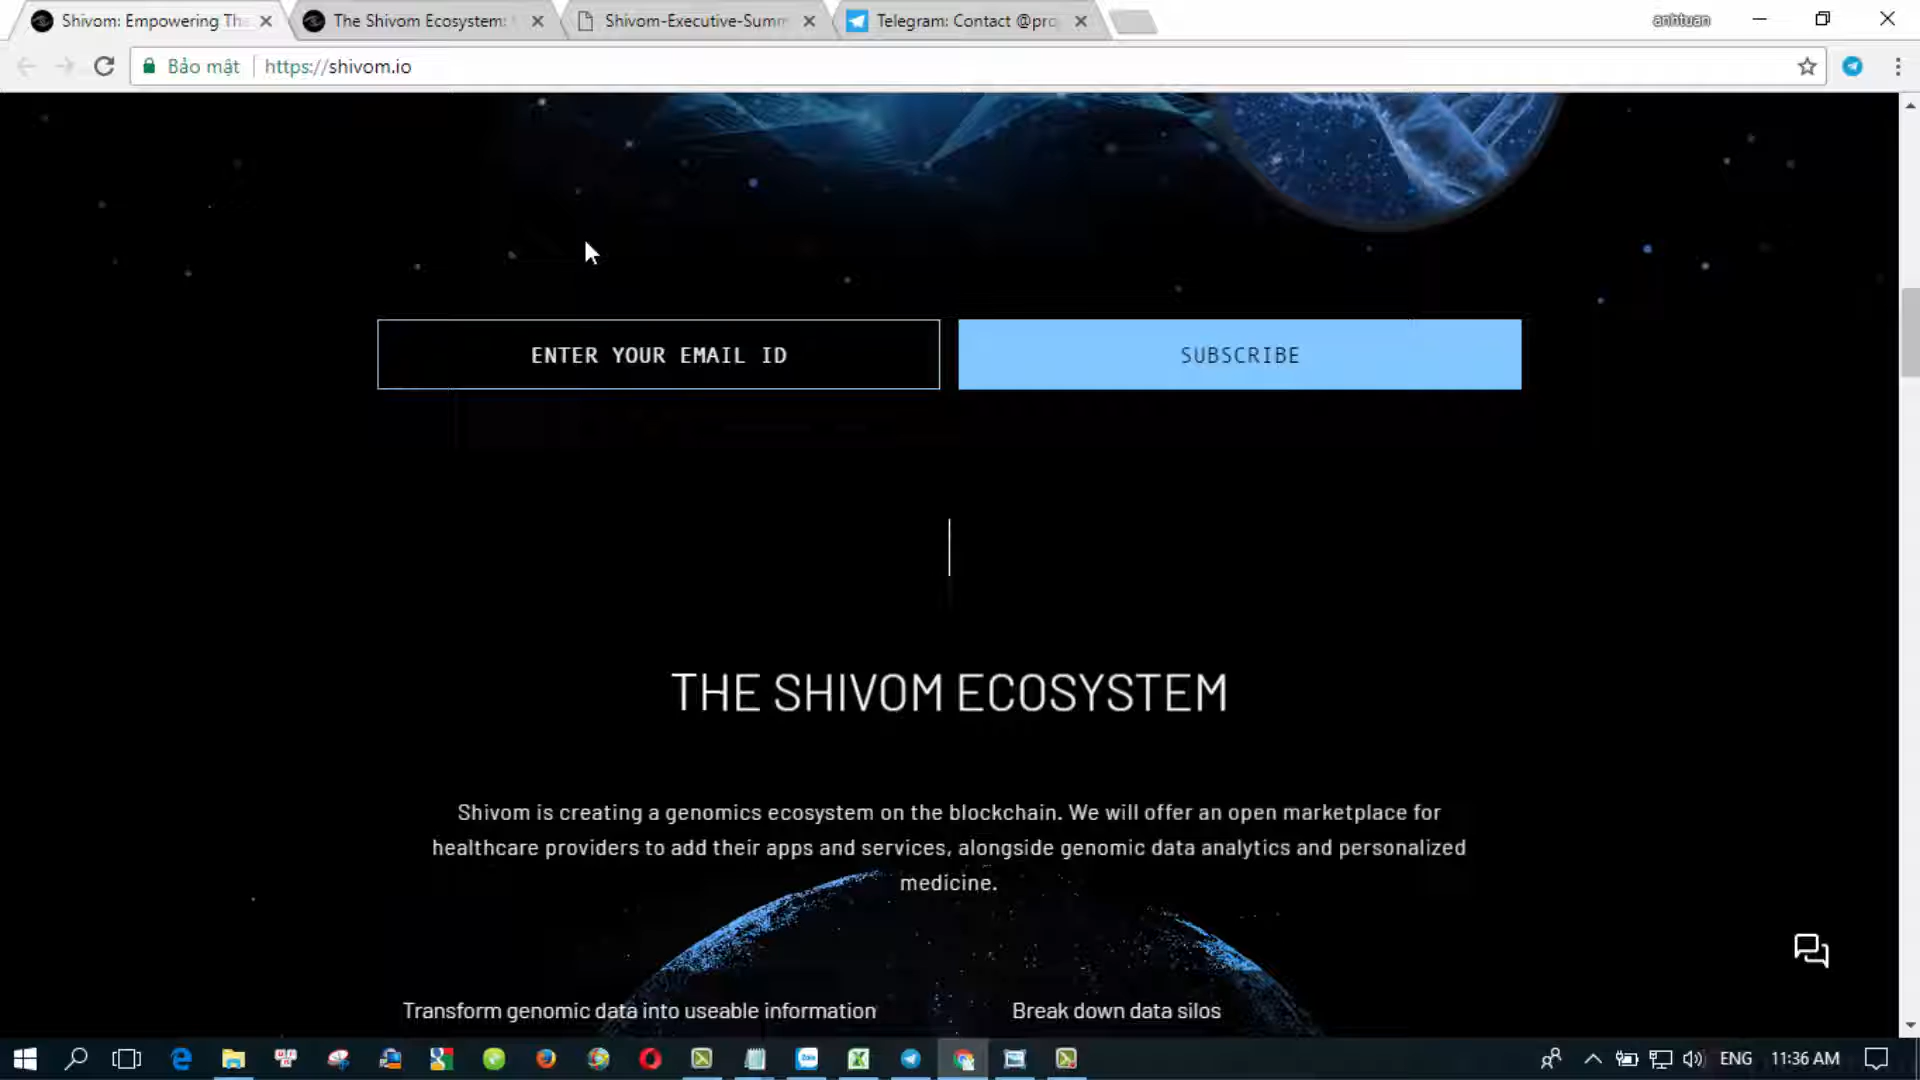 Shivom: Empowering The
The Shivom Ecosystem:
Shivom-Executive-Summ
Telegram: Contact @pro
anhtuan
Bảo mật
https://shivom.io
ENTER YOUR EMAIL ID
SUBSCRIBE
THE SHIVOM ECOSYSTEM
Shivom is creating a genomics ecosystem on the blockchain. We will offer an open marketplace for
healthcare providers to add their apps and services, alongside genomic data analytics and personalized
medicine.
Transform genomic data into useable information
Break down data silos
ENG
11:36 AM